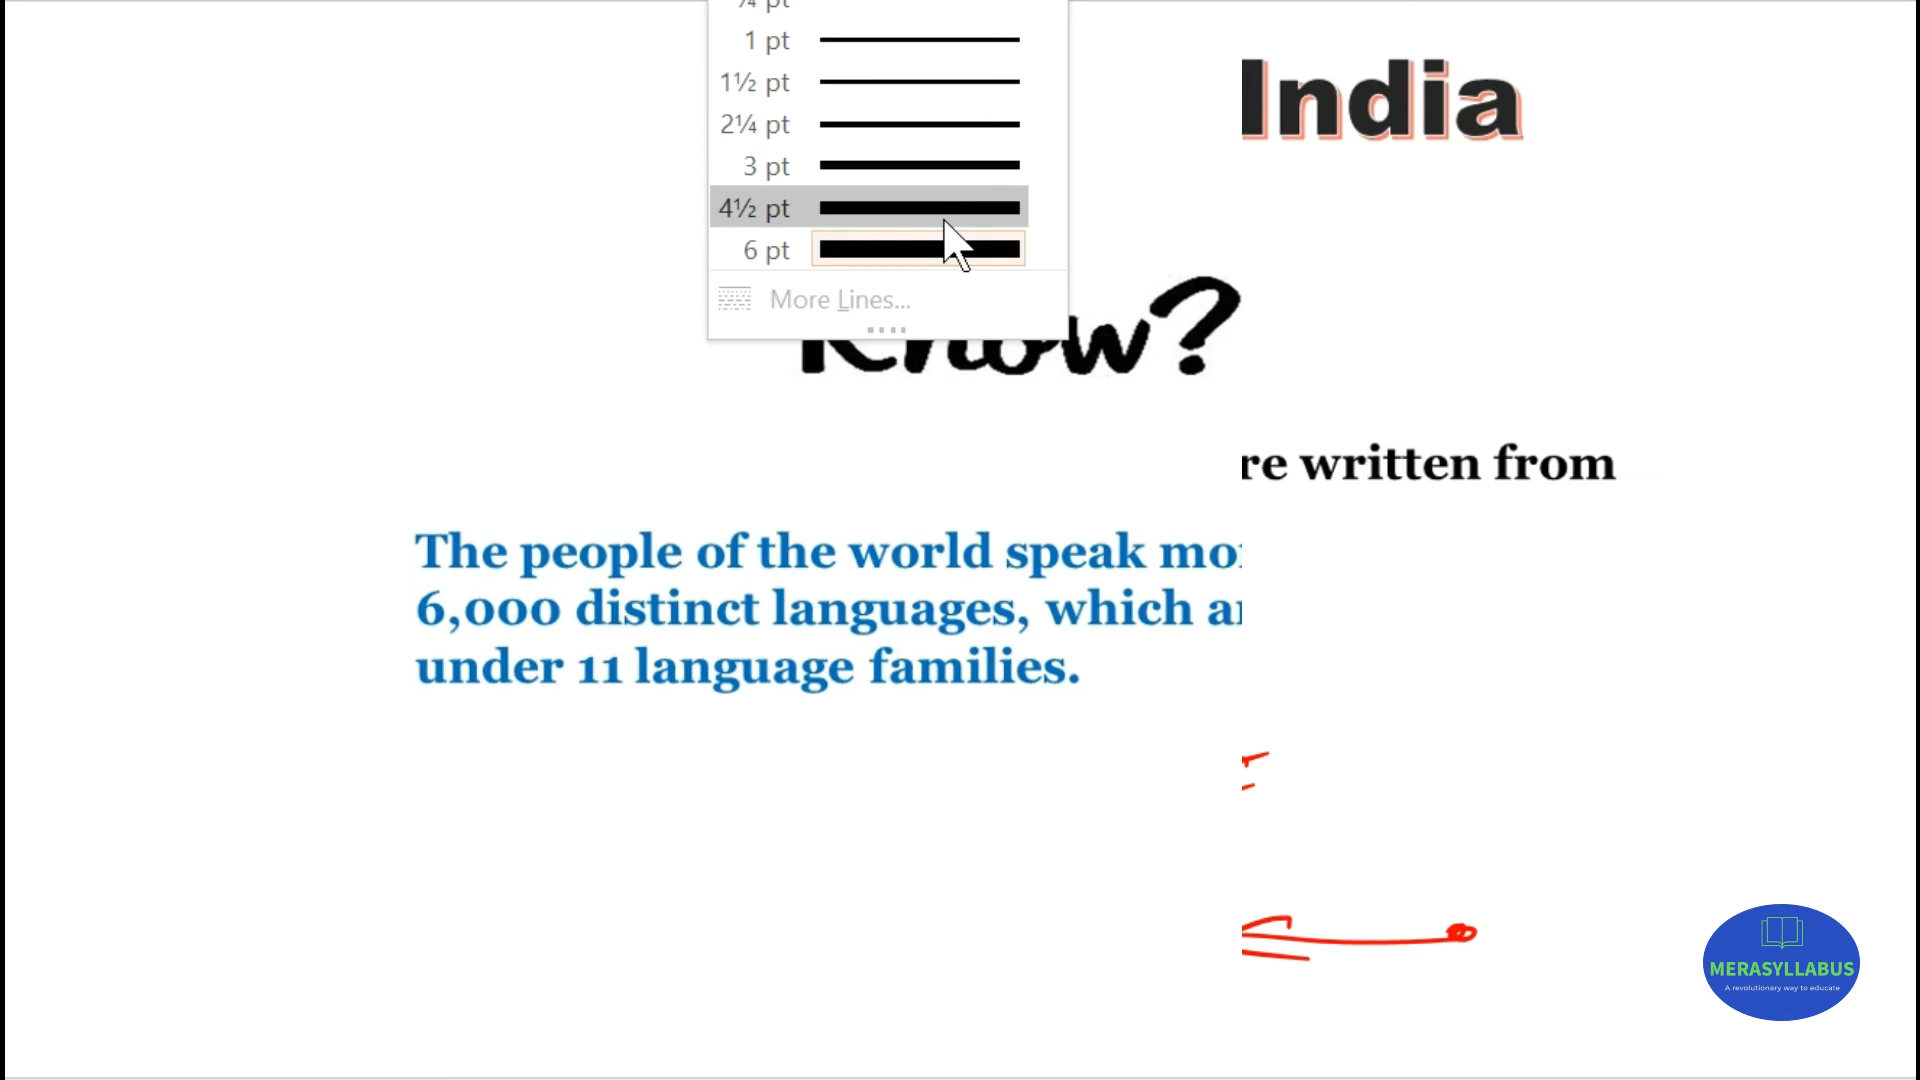 1 pt
1½ pt
2¼ pt
3 pt
4½ pt
6 pt
More Lines...
India
Know?
re written from
The people of the world speak
6,000 distinct languages, which
under 11 language families.
MERASYLLABUS
A revolutionary way to educate